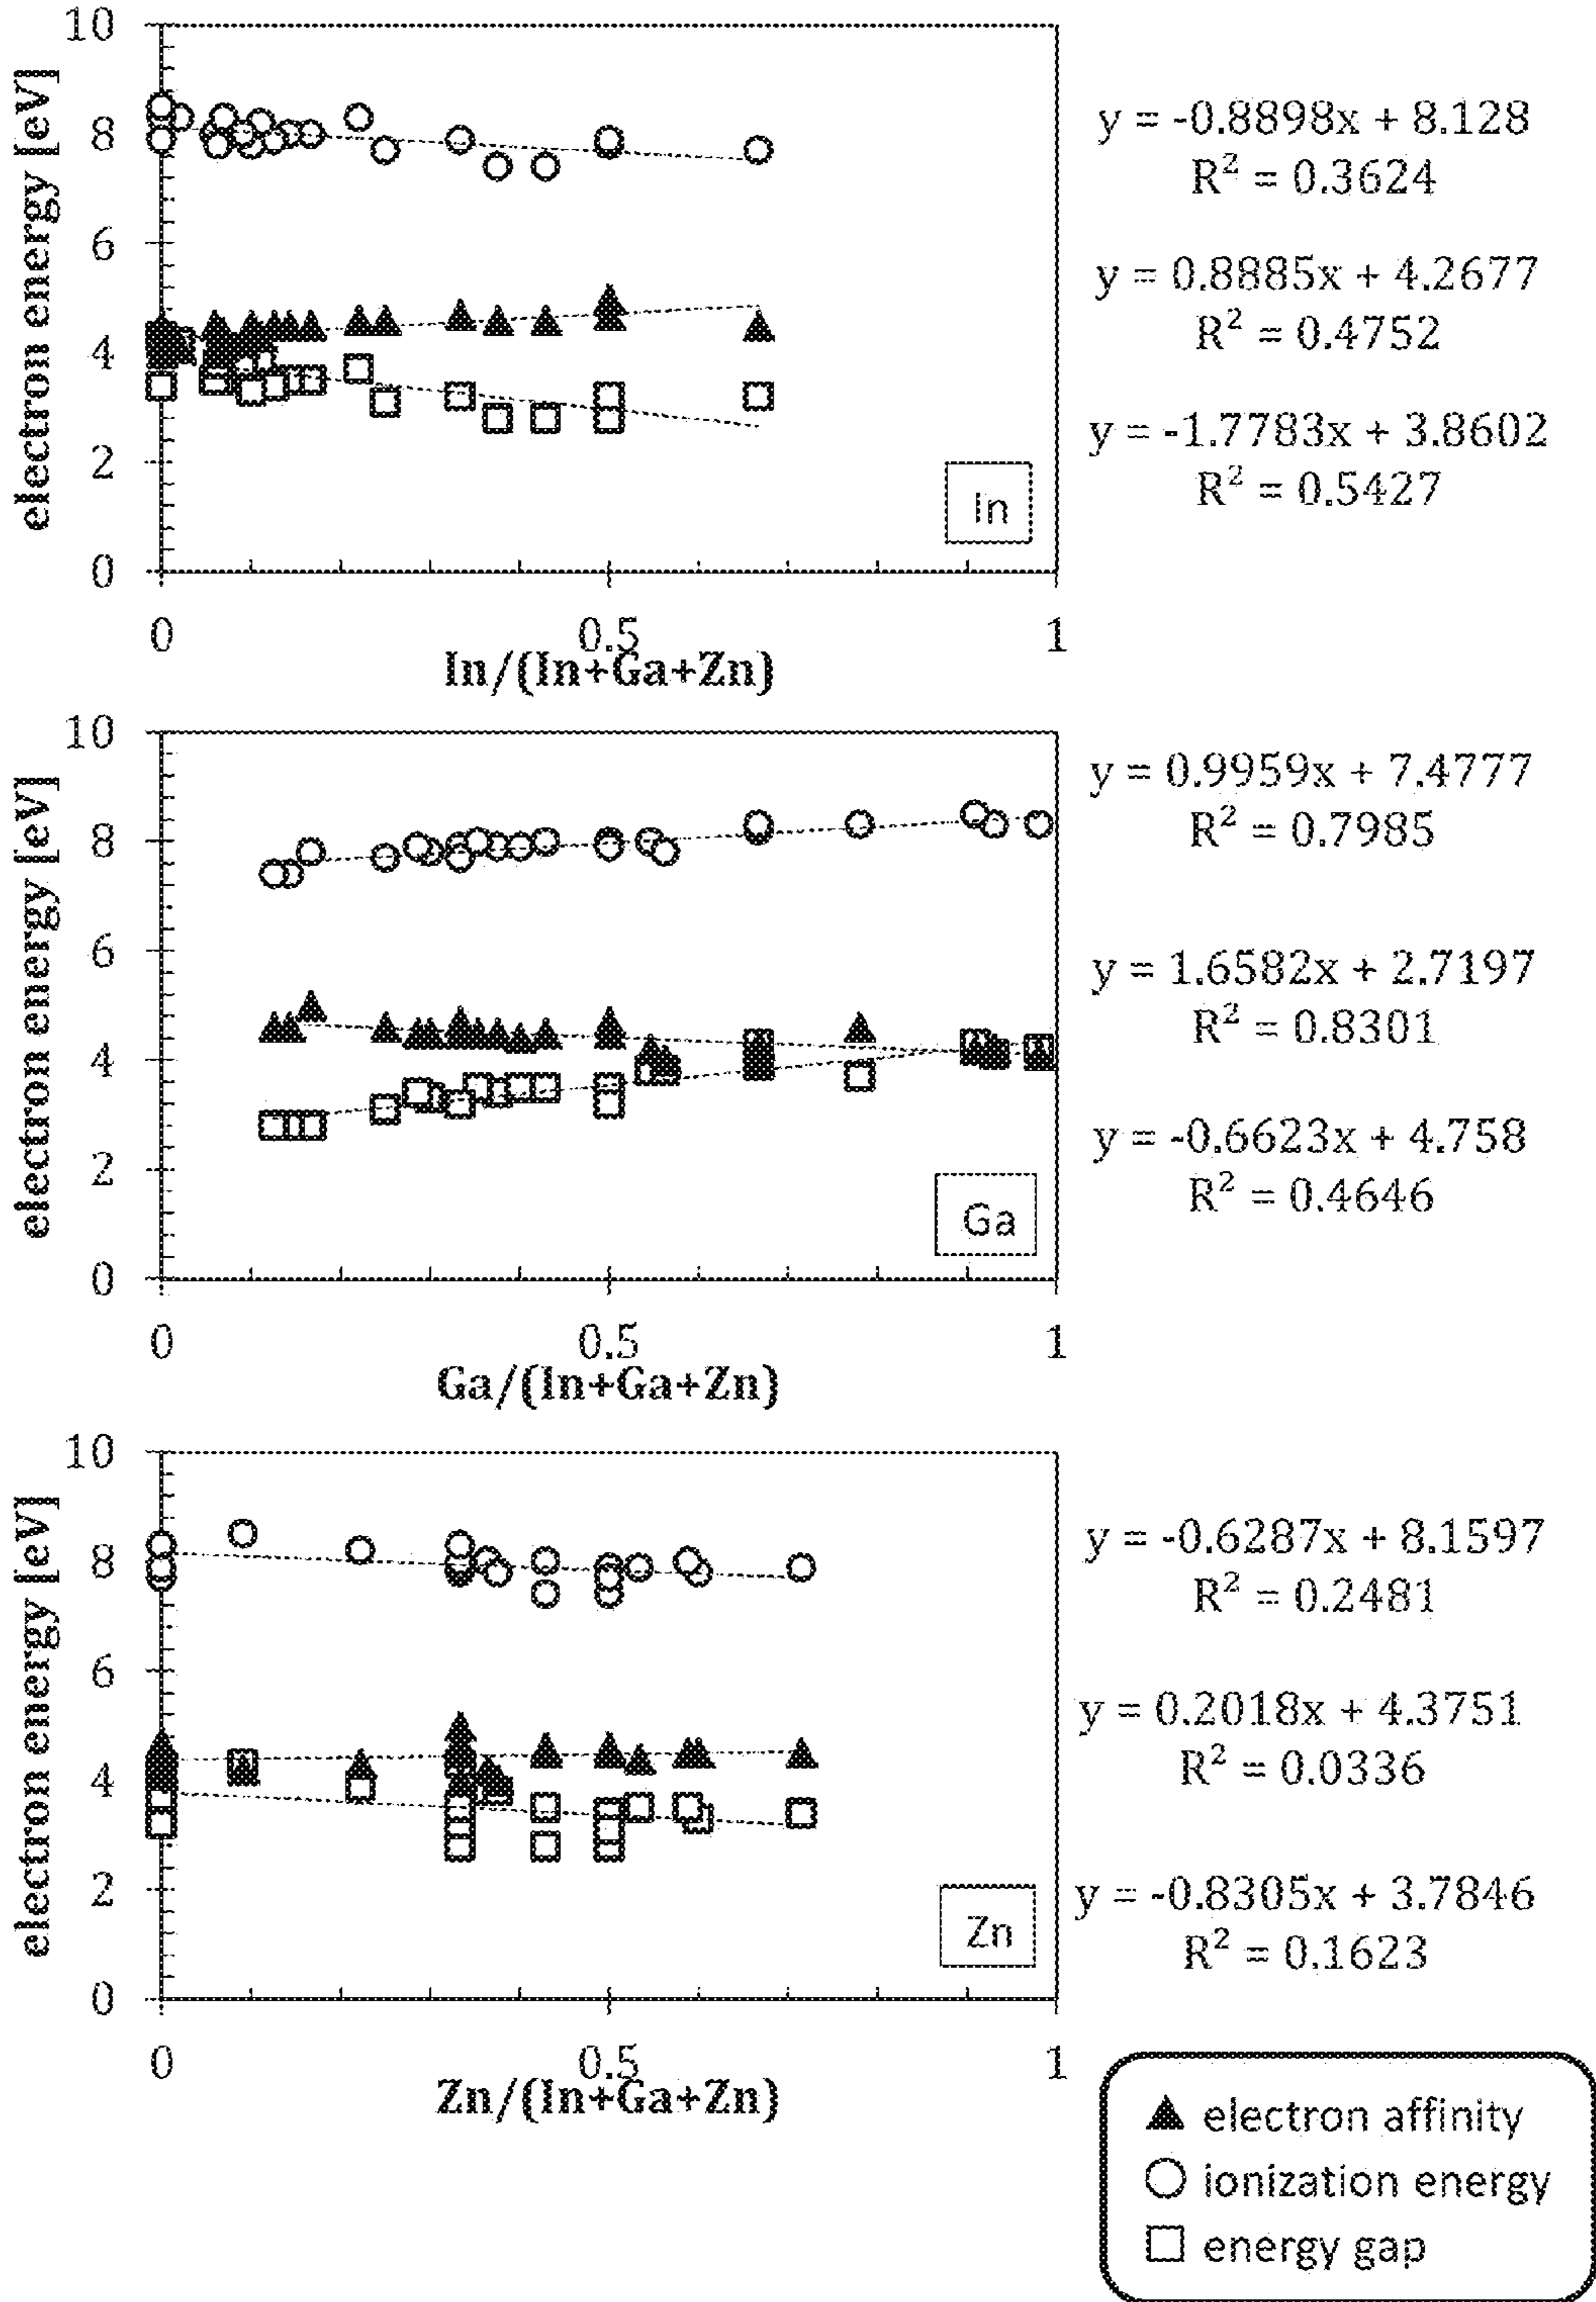 10
8
6
4
2
0
electron energy [eV]
y = -0.8898x + 8.128
R² = 0.3624
y = 0.8885x + 4.2677
R² = 0.4752
y = -1.7783x + 3.8602
R² = 0.5427
In
0 0.5 1
In/(In+Ga+Zn)
10
8
6
4
2
0
electron energy [eV]
y = 0.9959x + 7.4777
R² = 0.7985
y = 1.6582x + 2.7197
R² = 0.8301
y = -0.6623x + 4.758
R² = 0.4646
Ga
0 0.5 1
Ga/(In+Ga+Zn)
10
8
6
4
2
0
electron energy [eV]
y = -0.6287x + 8.1597
R² = 0.2481
y = 0.2018x + 4.3751
R² = 0.0336
y = -0.8305x + 3.7846
R² = 0.1623
Zn
0 0.5 1
Zn/(In+Ga+Zn)
electron affinity
ionization energy
energy gap